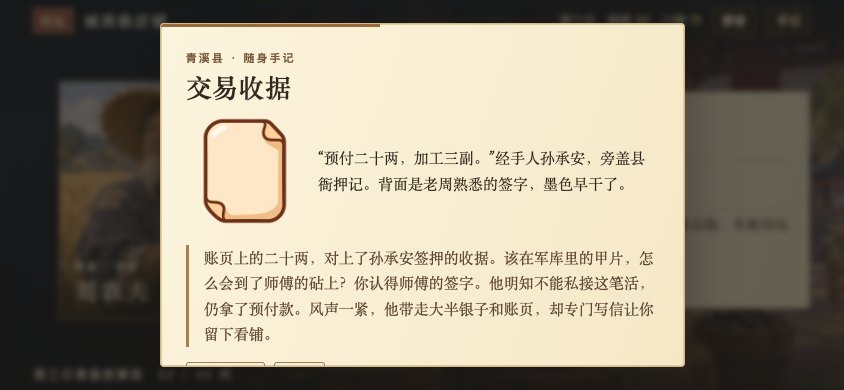 青溪县 · 随身手记
交易收据
“预付二十两，加工三副。”经手人孙承安，旁盖县
衙押记。背面是老周熟悉的签字，墨色早干了。
账页上的二十两，对上了孙承安签押的收据。该在军库里的甲片，怎
么会到了师傅的砧上？你认得师傅的签字。他明知不能私接这笔活，
仍拿了预付款。风声一紧，他带走大半银子和账页，却专门写信让你
留下看铺。